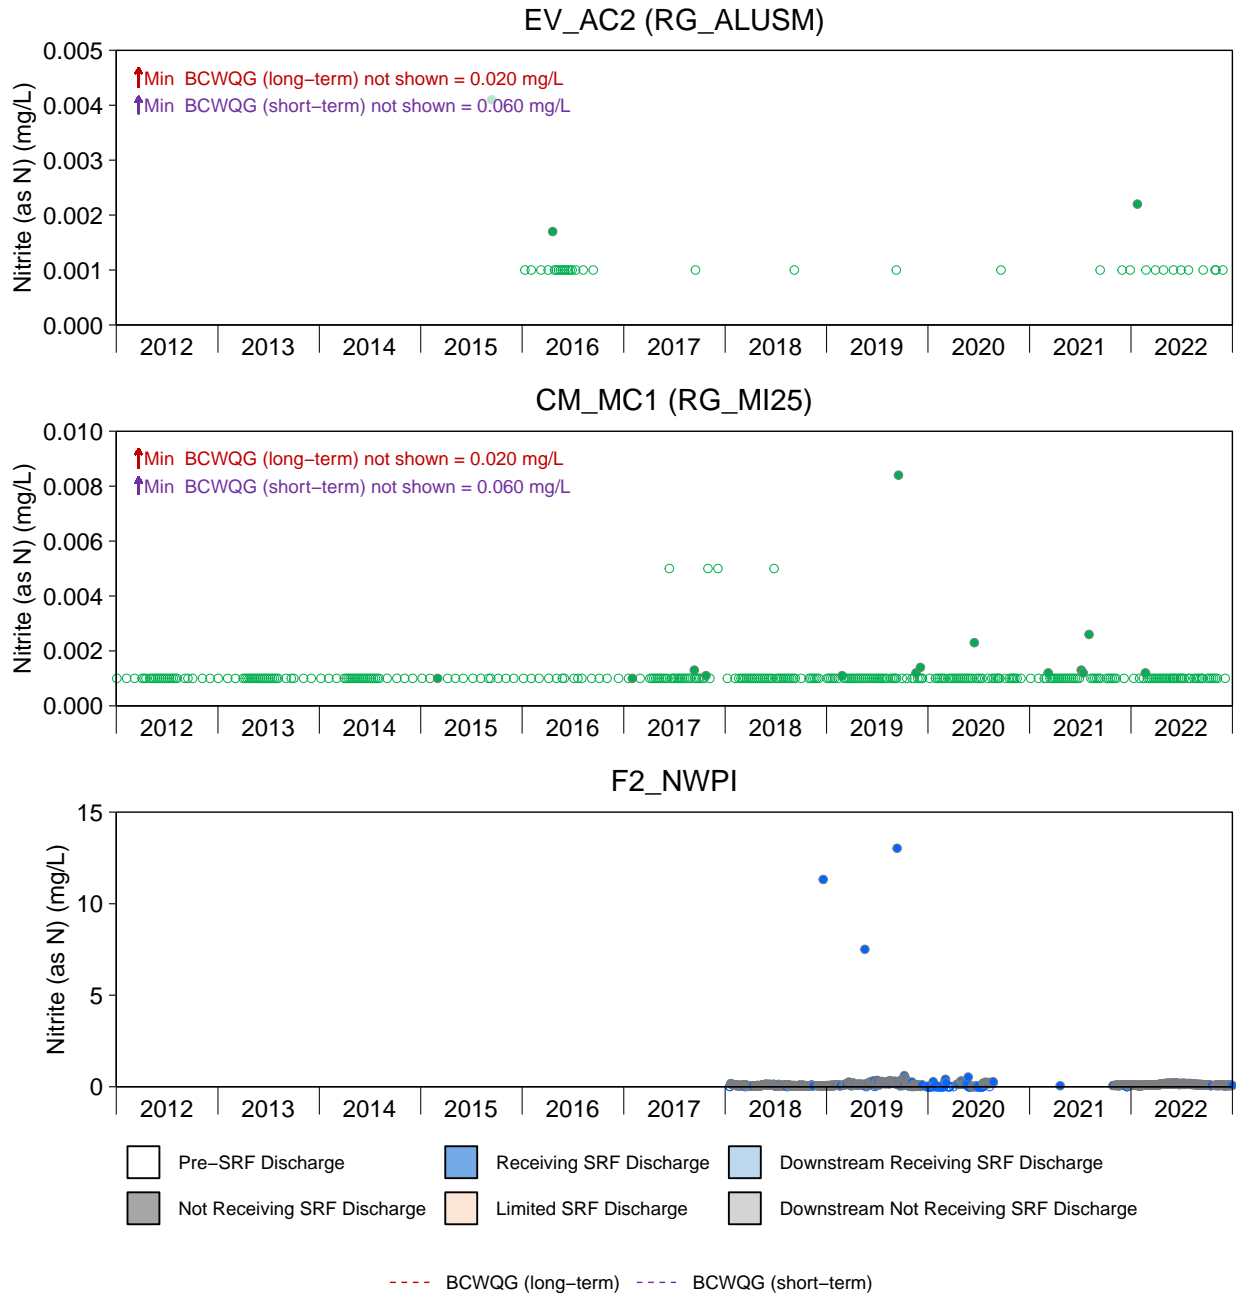 EV_AC2 (RG_ALUSM)
Nitrite (as N) (mg/L)
0.005
0.004
0.003
0.002
0.001
0.000
Min BCWQG (long−term) not shown = 0.020 mg/L
Min BCWQG (short−term) not shown = 0.060 mg/L
2012 2013 2014 2015 2016 2017 2018 2019 2020 2021 2022
CM_MC1 (RG_MI25)
Nitrite (as N) (mg/L)
0.010
0.008
0.006
0.004
0.002
0.000
Min BCWQG (long−term) not shown = 0.020 mg/L
Min BCWQG (short−term) not shown = 0.060 mg/L
2012 2013 2014 2015 2016 2017 2018 2019 2020 2021 2022
F2_NWPI
Nitrite (as N) (mg/L)
15
10
5
0
2012 2013 2014 2015 2016 2017 2018 2019 2020 2021 2022
Pre−SRF Discharge Receiving SRF Discharge Downstream Receiving SRF Discharge
Not Receiving SRF Discharge Limited SRF Discharge Downstream Not Receiving SRF Discharge
BCWQG (long−term) BCWQG (short−term)